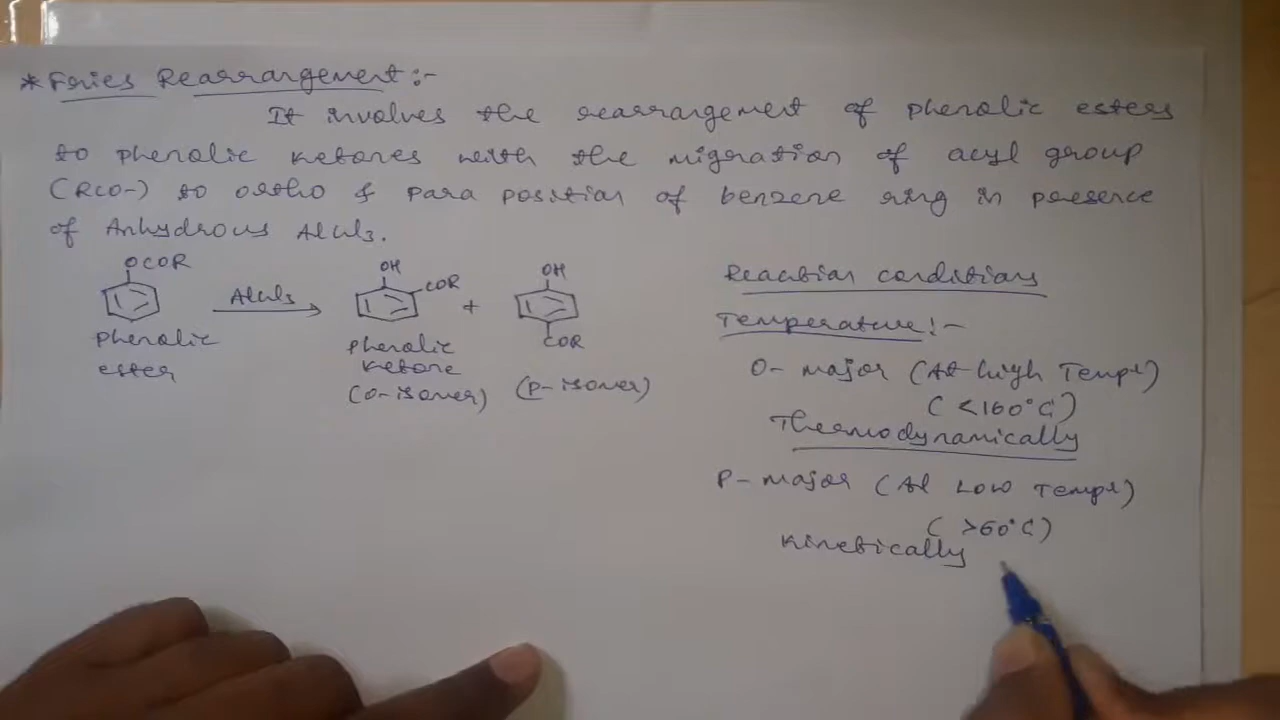 * Fries Rearrangement:-
It involves the rearrangement of phenolic esters
to phenolic ketones with the migration of acyl group
(RCO-) to ortho & para position of benzene ring in presence
of Anhydrous AlCl3.
OCOR
AlCl3
phenolic
ester
OH
COR
phenolic
ketone
(o-isomer)
+
OH
COR
(p-isomer)
Reaction conditions
Temperature:-
O- major (At high Tempr)
( <160°C)
Thermodynamically
P- major (At Low Tempr)
( >60°C)
Kinetically